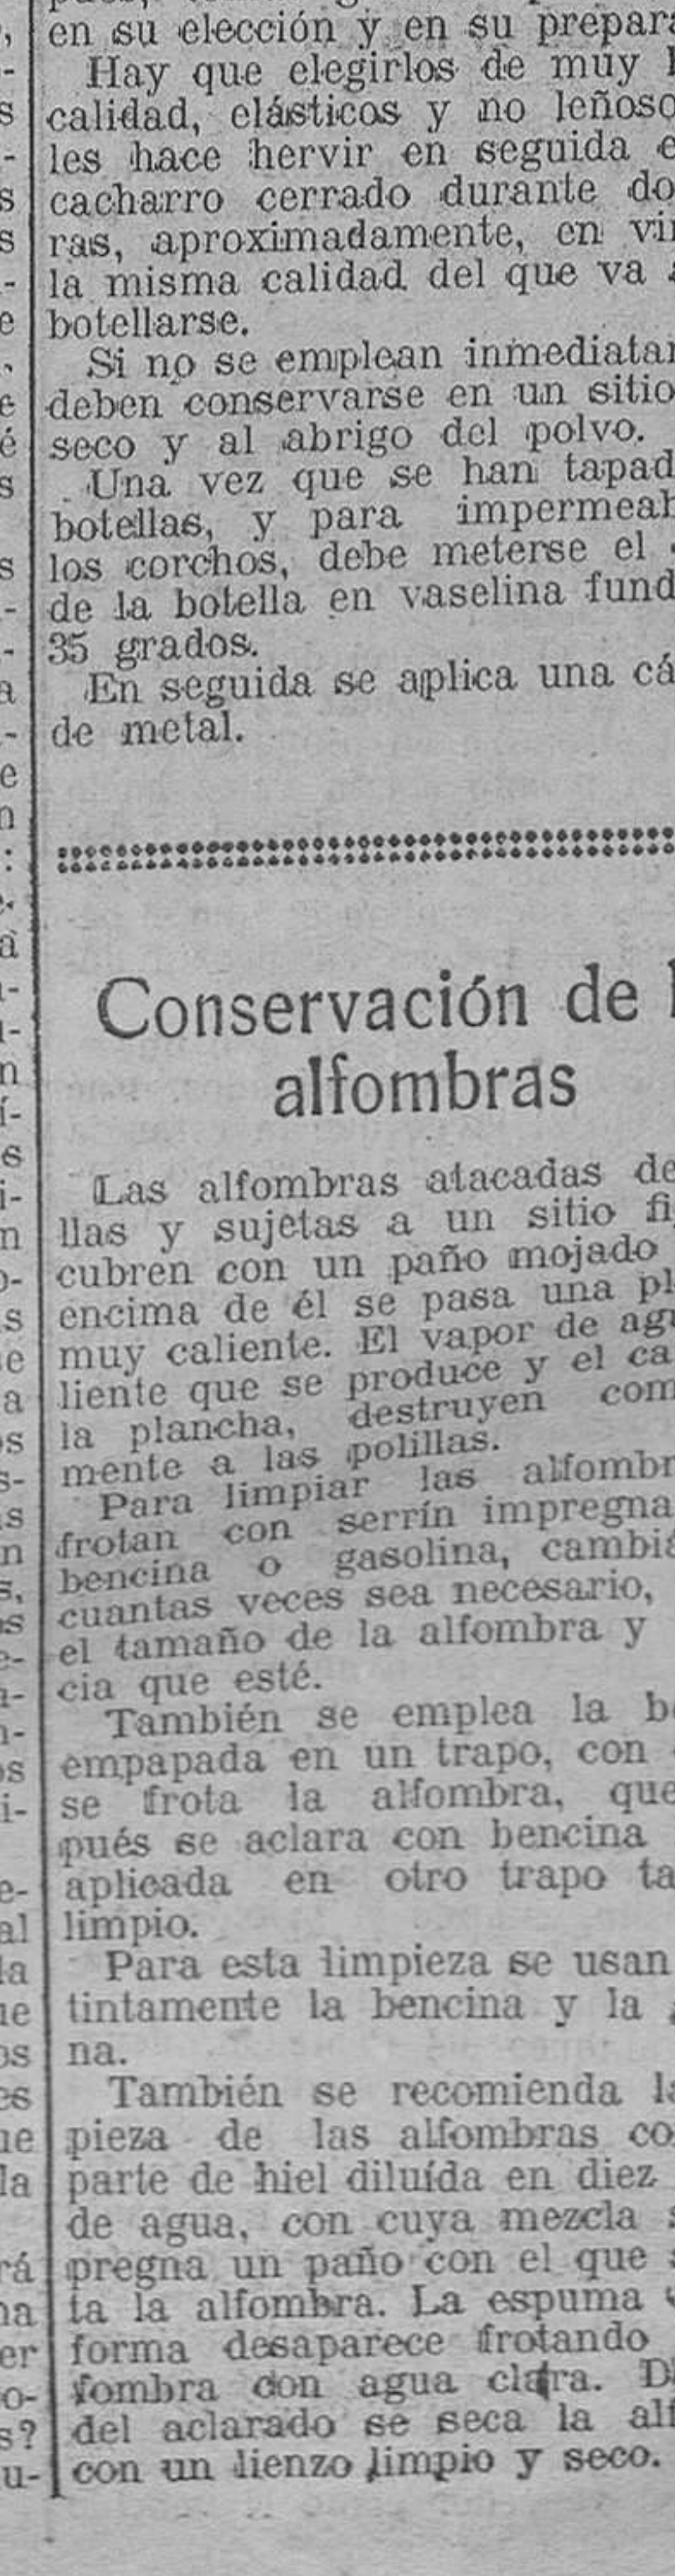 en su elección y en su prepara
Hay que elegirlos de muy
calidad, elásticos y no leñoso
les hace hervir en seguida e
cacharro cerrado durante do
ras, aproximadamente, en vi
la misma calidad del que va a
botellarse.
Si no se emplean inmediata
deben conservarse en un sitio
seco y al abrigo del polvo.
Una vez que se han tapad
botellas, y para impermeab
los corchos, debe meterse el
de la botella en vaselina fund
35 grados.
En seguida se aplica una cá
de metal.
Conservación de l
alfombras
Las alfombras atacadas de
llas y sujetas a un sitio fi
cubren con un paño mojado
encima de él se pasa una pl
muy caliente. El vapor de agu
liente que se produce y el ca
la plancha, destruyen com
mente a las polillas.
Para limpiar las alfombr
frotan con serrín impregna
bencina o gasolina, cambiá
cuantas veces sea necesario,
el tamaño de la alfombra y
cia que esté.
También se emplea la be
empapada en un trapo, con
se frota la alfombra, que
pués se aclara con bencina
aplicada en otro trapo ta
limpio.
Para esta limpieza se usan
tintamente la bencina y la
na.
También se recomienda la
pieza de las alfombras co
parte de hiel diluída en diez
de agua, con cuya mezcla s
pregna un paño con el que s
ta la alfombra. La espuma
forma desaparece frotando
fombra con agua clara. D
del aclarado se seca la alf
con un lienzo limpio y seco.